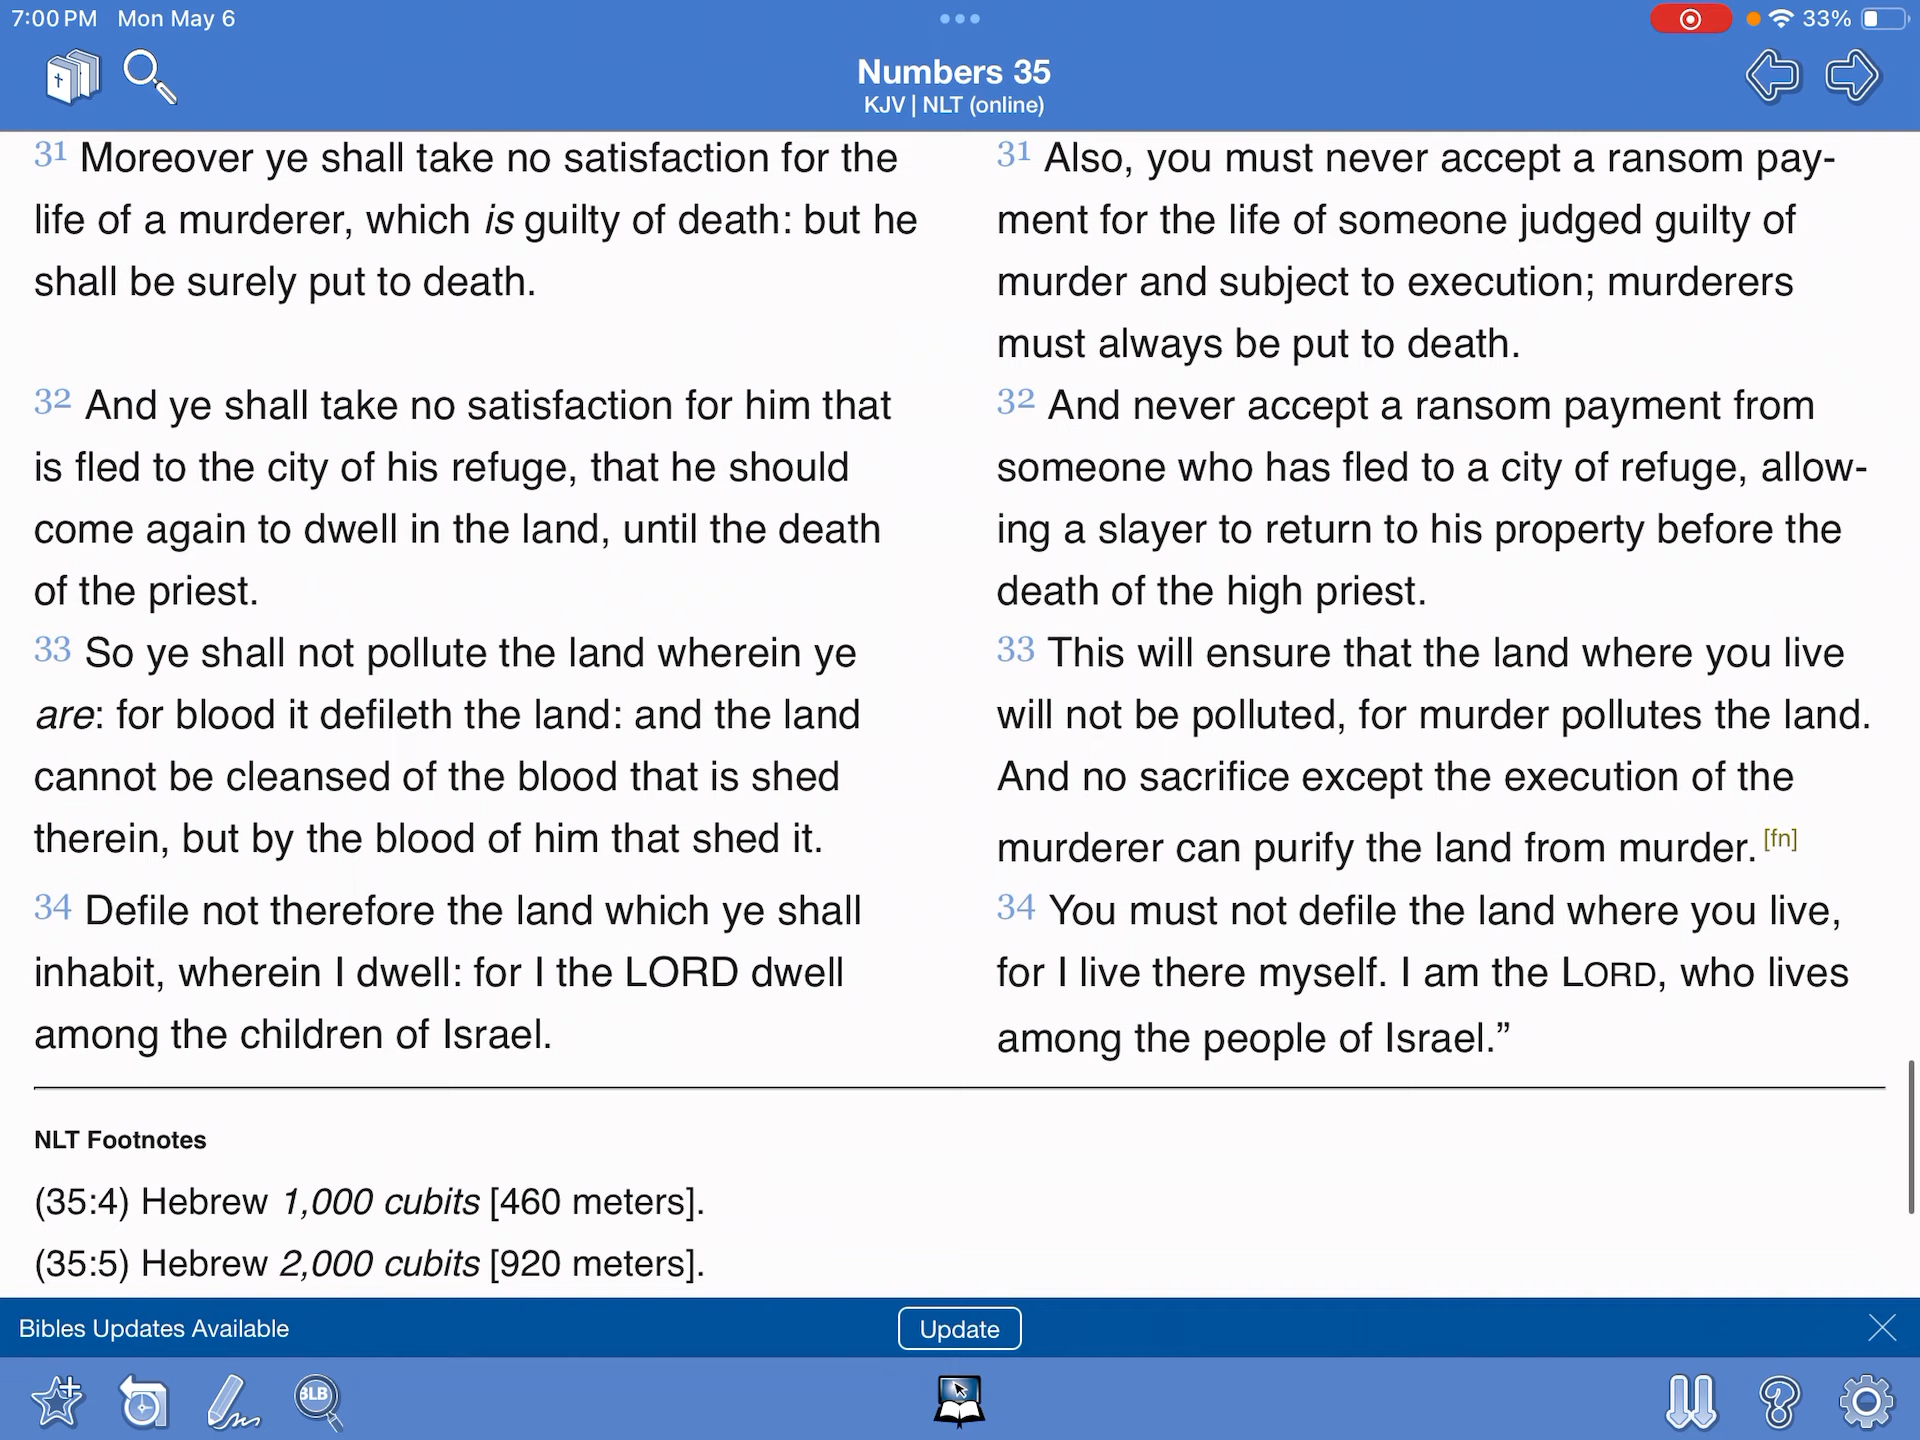 7:00 PM Mon May 6
33%
Numbers 35
KJV | NLT (online)
31 Moreover ye shall take no satisfaction for the
life of a murderer, which is guilty of death: but he
shall be surely put to death.
32 And ye shall take no satisfaction for him that
is fled to the city of his refuge, that he should
come again to dwell in the land, until the death
of the priest.
33 So ye shall not pollute the land wherein ye
are: for blood it defileth the land: and the land
cannot be cleansed of the blood that is shed
therein, but by the blood of him that shed it.
34 Defile not therefore the land which ye shall
inhabit, wherein I dwell: for I the LORD dwell
among the children of Israel.
31 Also, you must never accept a ransom pay-
ment for the life of someone judged guilty of
murder and subject to execution; murderers
must always be put to death.
32 And never accept a ransom payment from
someone who has fled to a city of refuge, allow-
ing a slayer to return to his property before the
death of the high priest.
33 This will ensure that the land where you live
will not be polluted, for murder pollutes the land.
And no sacrifice except the execution of the
murderer can purify the land from murder. [fn]
34 You must not defile the land where you live,
for I live there myself. I am the LORD, who lives
among the people of Israel.”
NLT Footnotes
(35:4) Hebrew 1,000 cubits [460 meters].
(35:5) Hebrew 2,000 cubits [920 meters].
Bibles Updates Available
Update
BLB